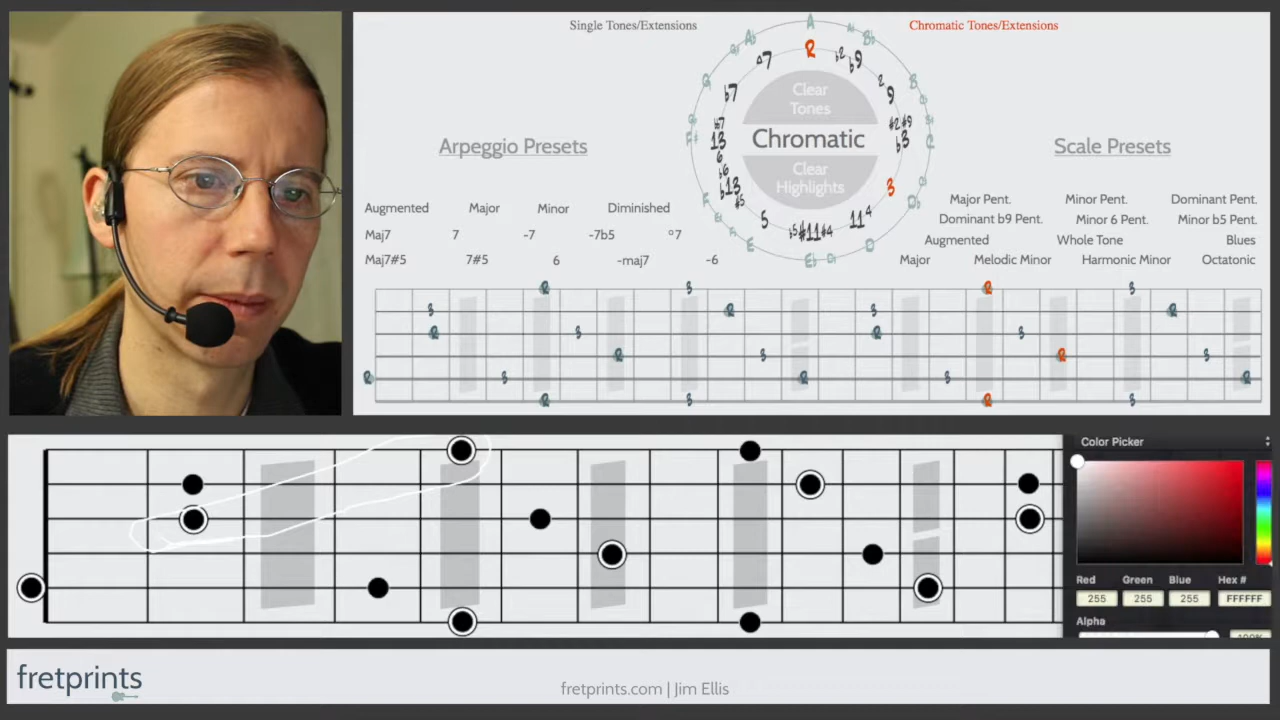 Single Tones/Extensions
Chromatic Tones/Extensions
A
R
Clear
Tones
Chromatic
Clear
Highlights
Arpeggio Presets
Scale Presets
Augmented Major Minor Diminished
Maj7 7 -7 -7b5 °7
Maj7#5 7#5 6 -maj7 -6
Major Pent. Minor Pent. Dominant Pent.
Dominant b9 Pent. Minor 6 Pent. Minor b5 Pent.
Augmented Whole Tone Blues
Major Melodic Minor Harmonic Minor Octatonic
Color Picker
Red Green Blue Hex #
255 255 255 FFFFFF
Alpha
fretprints
fretprints.com | Jim Ellis